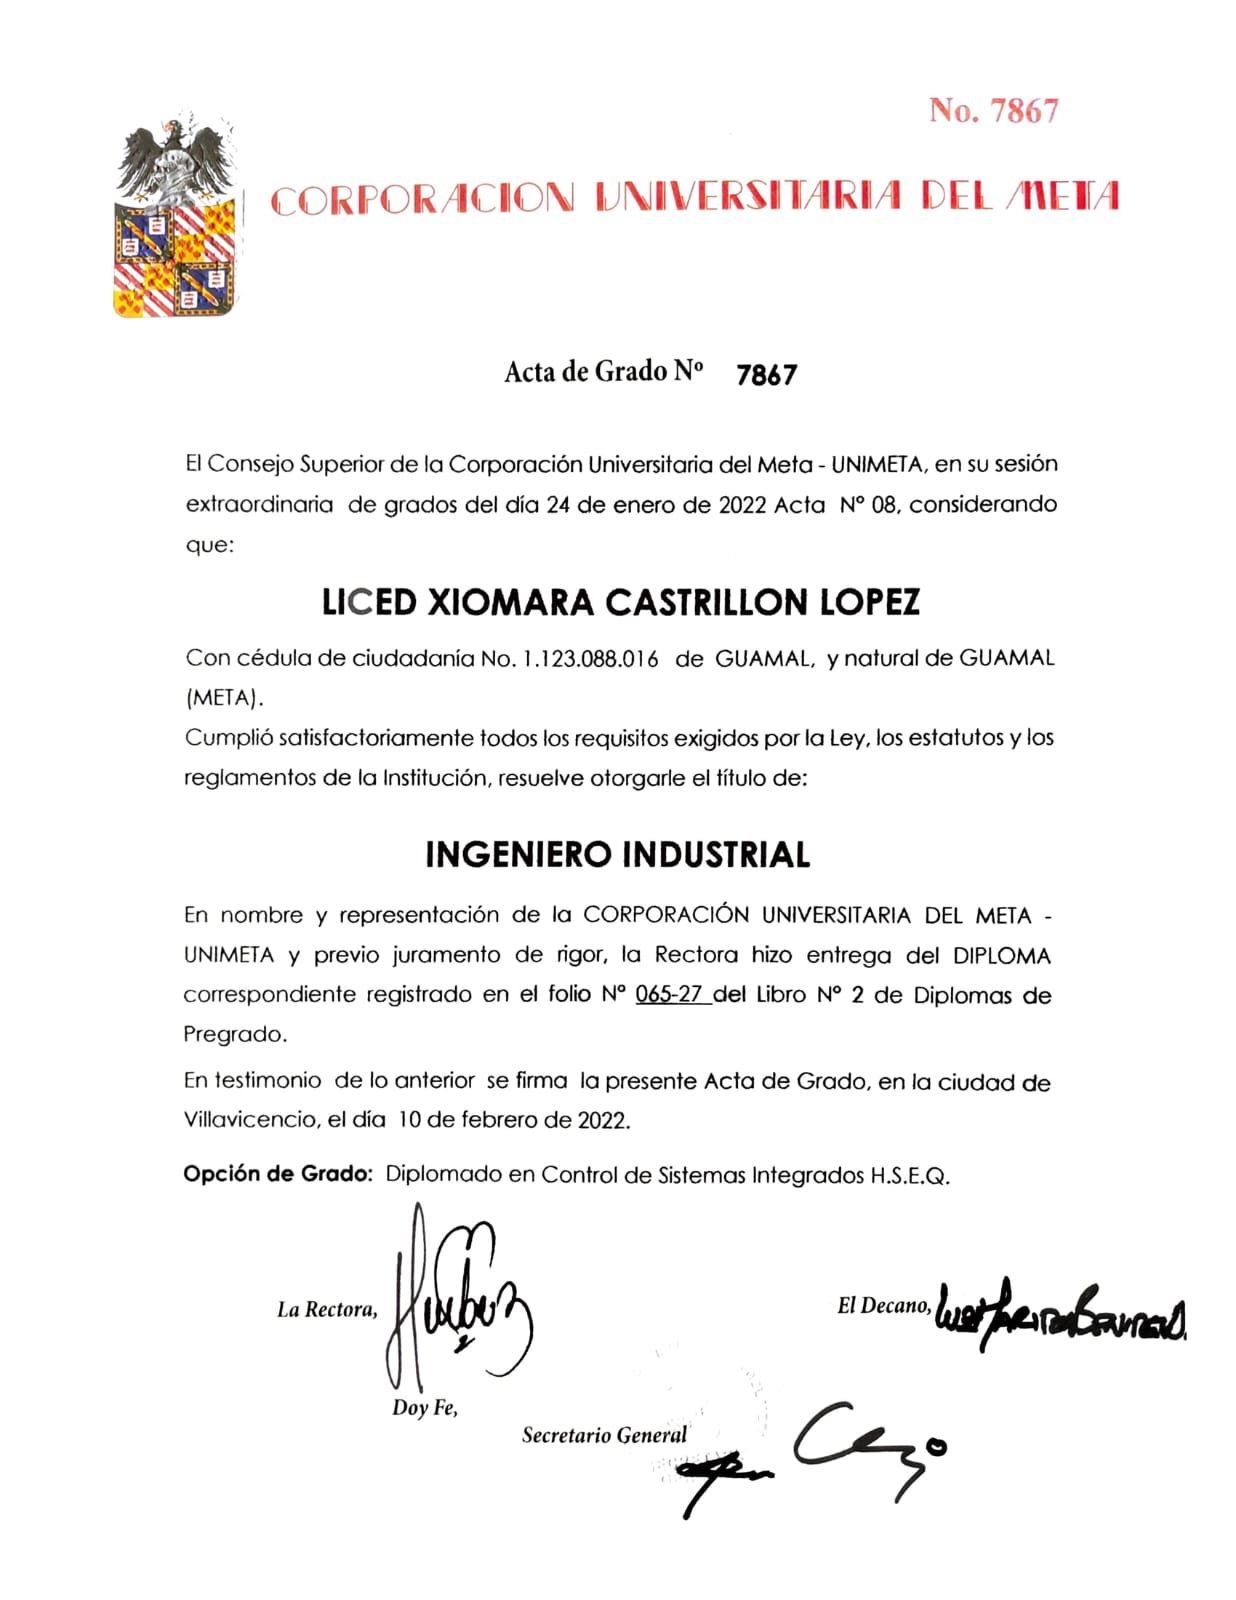 No. 7867
CORPORACION UNIVERSITARIA DEL META
Acta de Grado Nº 7867
El Consejo Superior de la Corporación Universitaria del Meta - UNIMETA, en su sesión
extraordinaria de grados del día 24 de enero de 2022 Acta Nº 08, considerando
que:
LICED XIOMARA CASTRILLON LOPEZ
Con cédula de ciudadanía No. 1.123.088.016 de GUAMAL, y natural de GUAMAL
(META).
Cumplió satisfactoriamente todos los requisitos exigidos por la Ley, los estatutos y los
reglamentos de la Institución, resuelve otorgarle el título de:
INGENIERO INDUSTRIAL
En nombre y representación de la CORPORACIÓN UNIVERSITARIA DEL META -
UNIMETA y previo juramento de rigor, la Rectora hizo entrega del DIPLOMA
correspondiente registrado en el folio Nº 065-27 del Libro Nº 2 de Diplomas de
Pregrado.
En testimonio de lo anterior se firma la presente Acta de Grado, en la ciudad de
Villavicencio, el día 10 de febrero de 2022.
Opción de Grado: Diplomado en Control de Sistemas Integrados H.S.E.Q.
La Rectora,
El Decano,
Doy Fe,
Secretario General